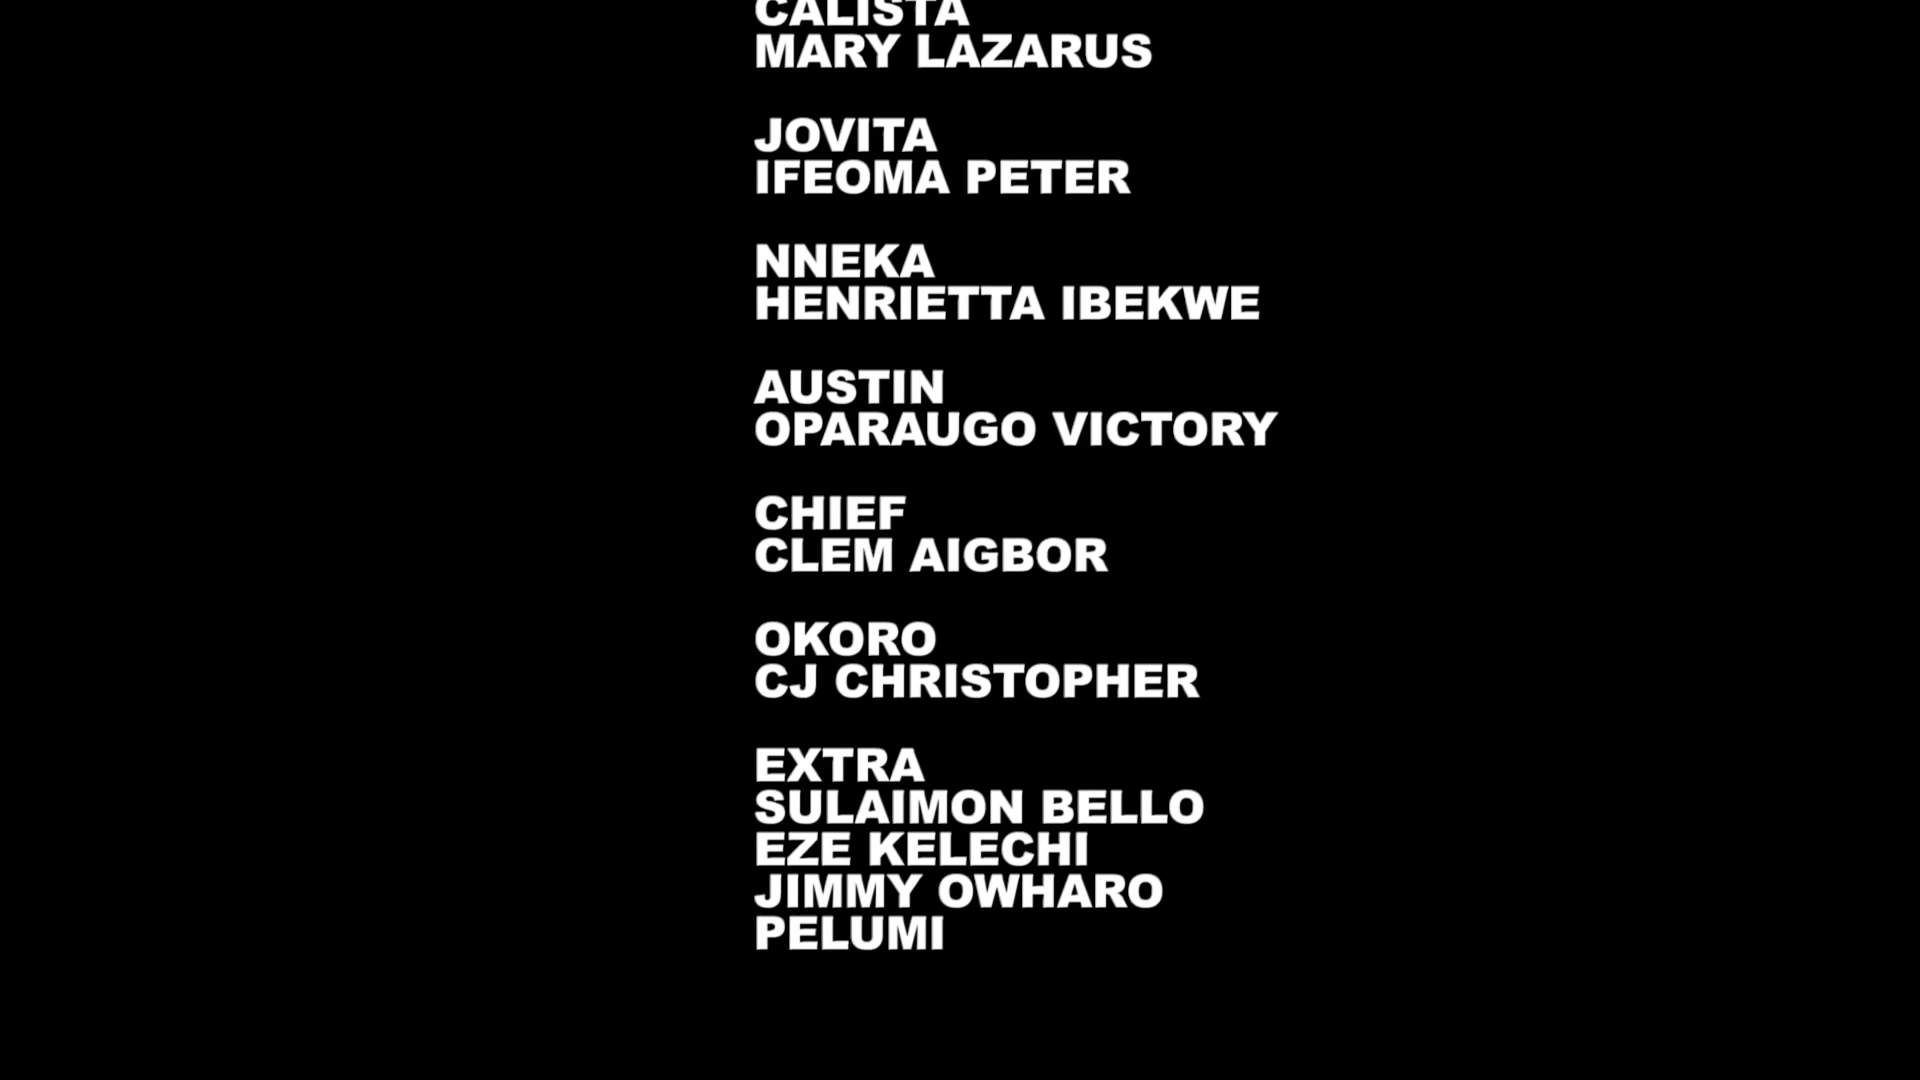 CALISTA
MARY LAZARUS
JOVITA
IFEOMA PETER
NNEKA
HENRIETTA IBEKWE
AUSTIN
OPARAUGO VICTORY
CHIEF
CLEM AIGBOR
OKORO
CJ CHRISTOPHER
EXTRA
SULAIMON BELLO
EZE KELECHI
JIMMY OWHARO
PELUMI